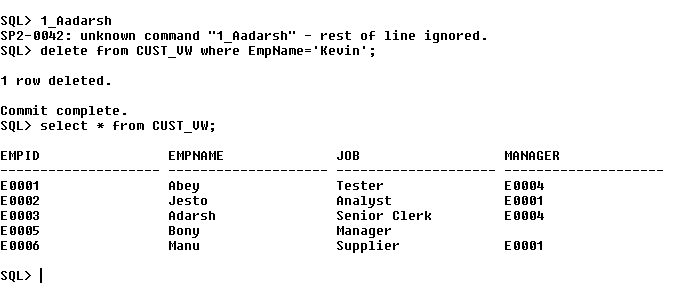 SQL> 1_Aadarsh
SP2-0042: unknown command "1_Aadarsh" - rest of line ignored.
SQL> delete from CUST_VW where EmpName='Kevin';
1 row deleted.
Commit complete.
SQL> select * from CUST_VW;
EMPID EMPNAME JOB MANAGER
-------------------- -------------------- -------------------- --------------------
E0001 Abey Tester E0004
E0002 Jesto Analyst E0001
E0003 Adarsh Senior Clerk E0004
E0005 Bony Manager
E0006 Manu Supplier E0001
SQL>